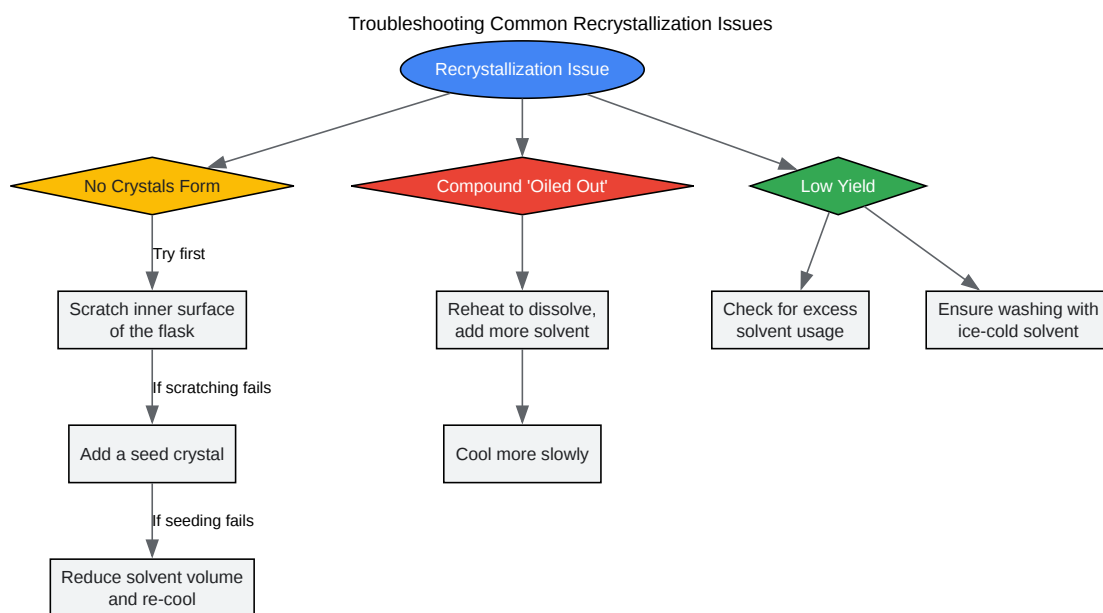 Troubleshooting Common Recrystallization Issues
Recrystallization Issue
No Crystals Form
Compound 'Oiled Out'
Low Yield
Try first
Scratch inner surface
of the flask
Reheat to dissolve,
add more solvent
Check for excess
solvent usage
Ensure washing with
ice-cold solvent
If scratching fails
Add a seed crystal
Cool more slowly
If seeding fails
Reduce solvent volume
and re-cool